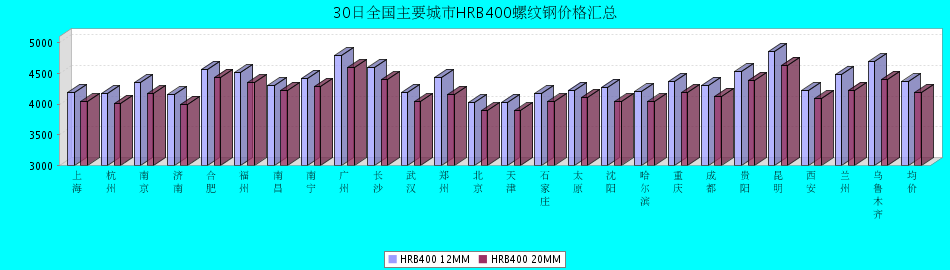 30日全国主要城市HRB400螺纹钢价格汇总
5000
4500
4000
3500
3000
上海 杭州 南京 济南 合肥 福州 南昌 南宁 广州 长沙 武汉 郑州 北京 天津 石家庄 太原 沈阳 哈尔滨 重庆 成都 贵阳 昆明 西安 兰州 乌鲁木齐 均价
HRB400 12MM HRB400 20MM